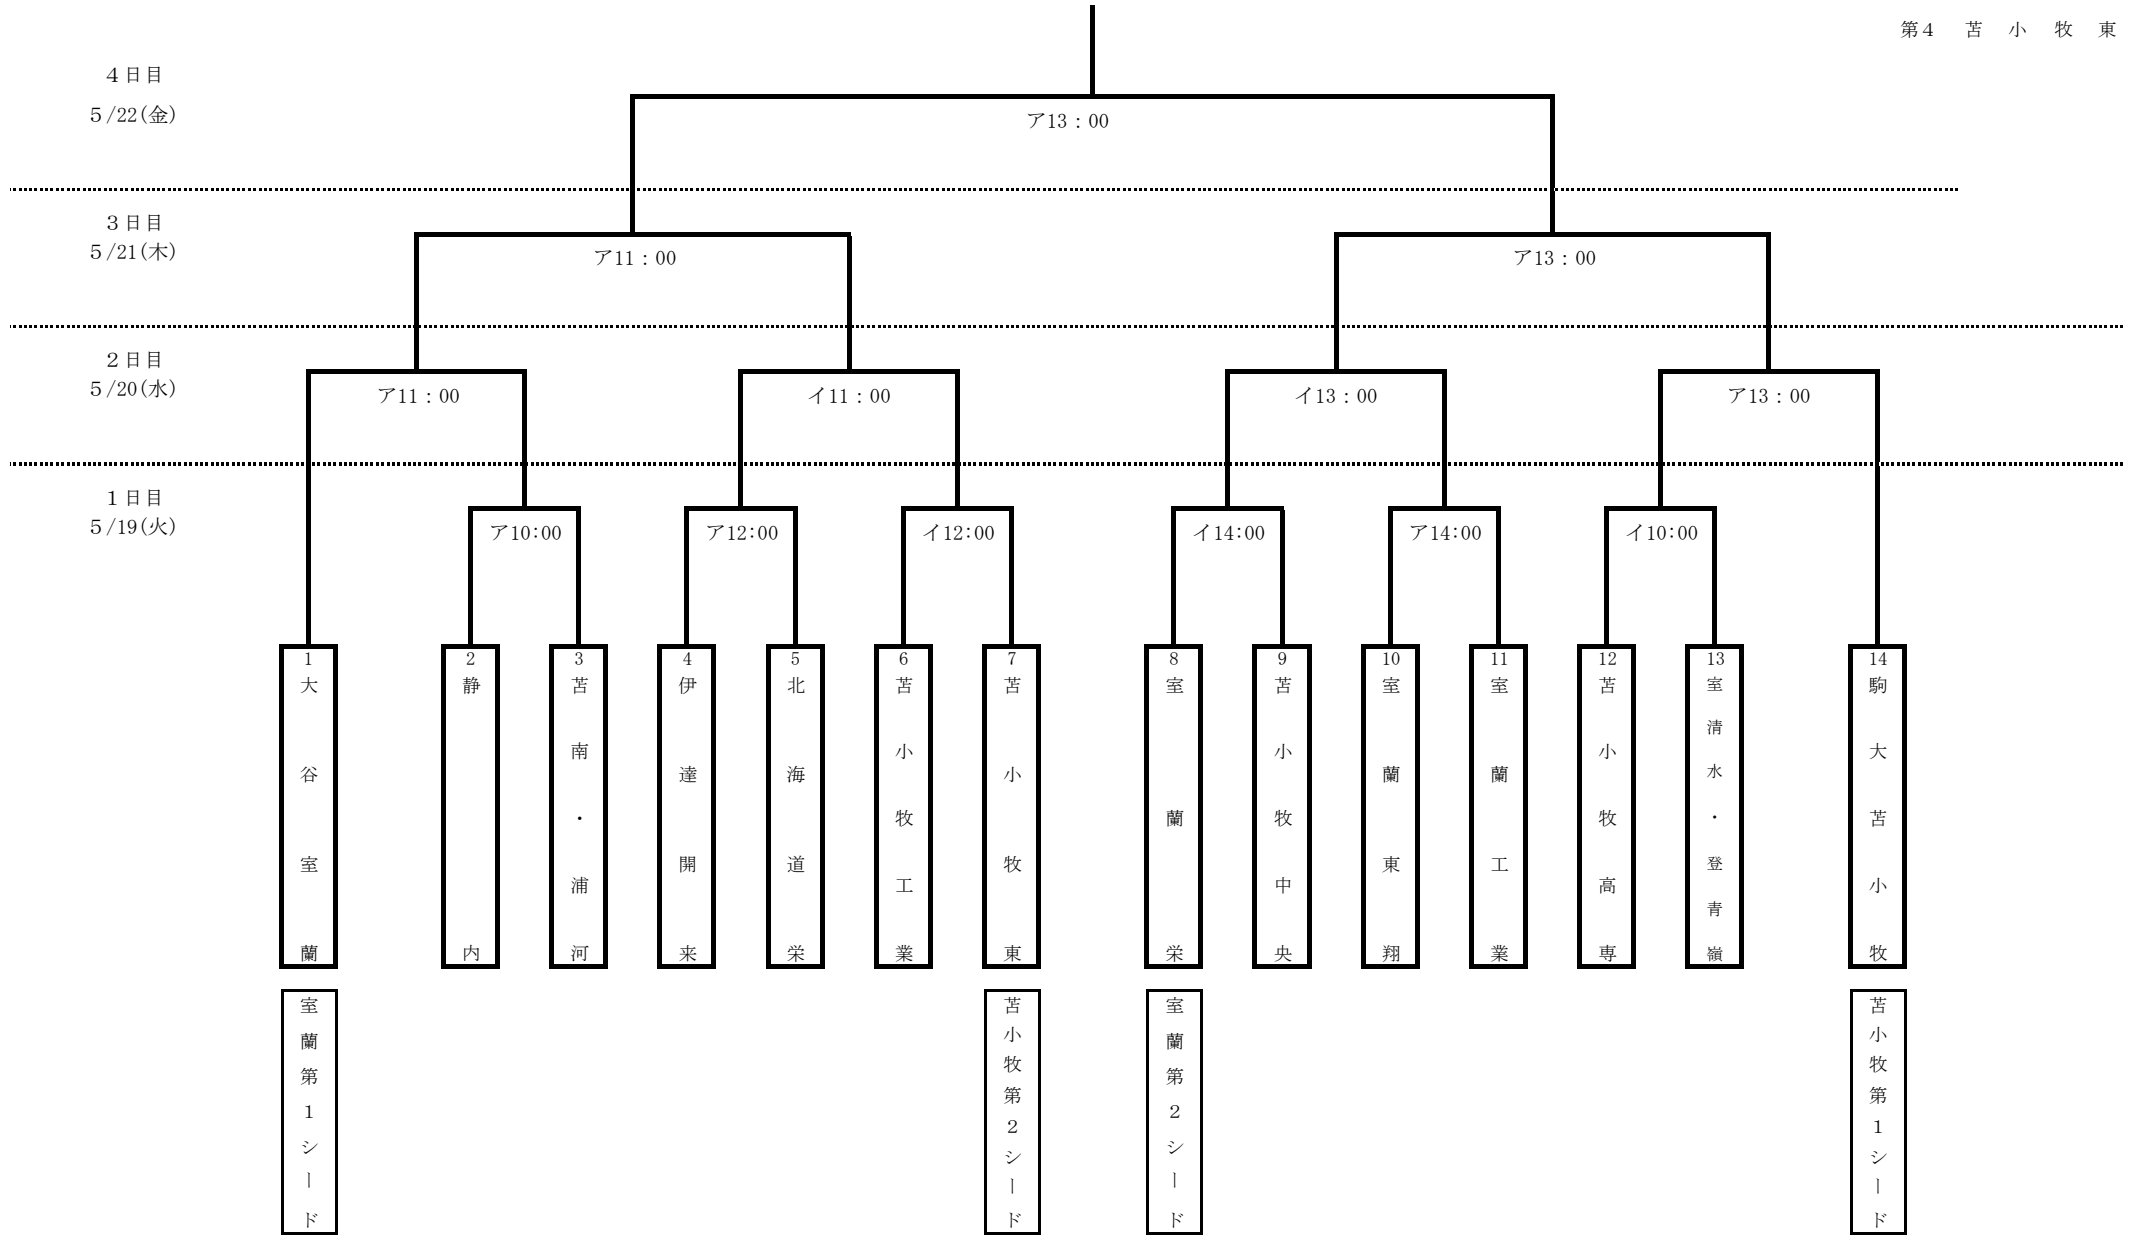 第４ 苫 小 牧 東
４日目
５/22(金)
ア13：00
３日目
５/21(木)
ア11：00
ア13：00
２日目
５/20(水)
ア11：00
イ11：00
イ13：00
ア13：00
１日目
５/19(火)
ア10:00
ア12:00
イ12:00
イ14:00
ア14:00
イ10:00
1
大谷室蘭
2
静内
3
苫南・浦河
4
伊達開来
5
北海道栄
6
苫小牧工業
7
苫小牧東
8
室蘭栄
9
苫小牧中央
10
室蘭東翔
11
室蘭工業
12
苫小牧高専
13
室清水・登青嶺
14
駒大苫小牧
室蘭第１シード
苫小牧第２シード
室蘭第２シード
苫小牧第１シード